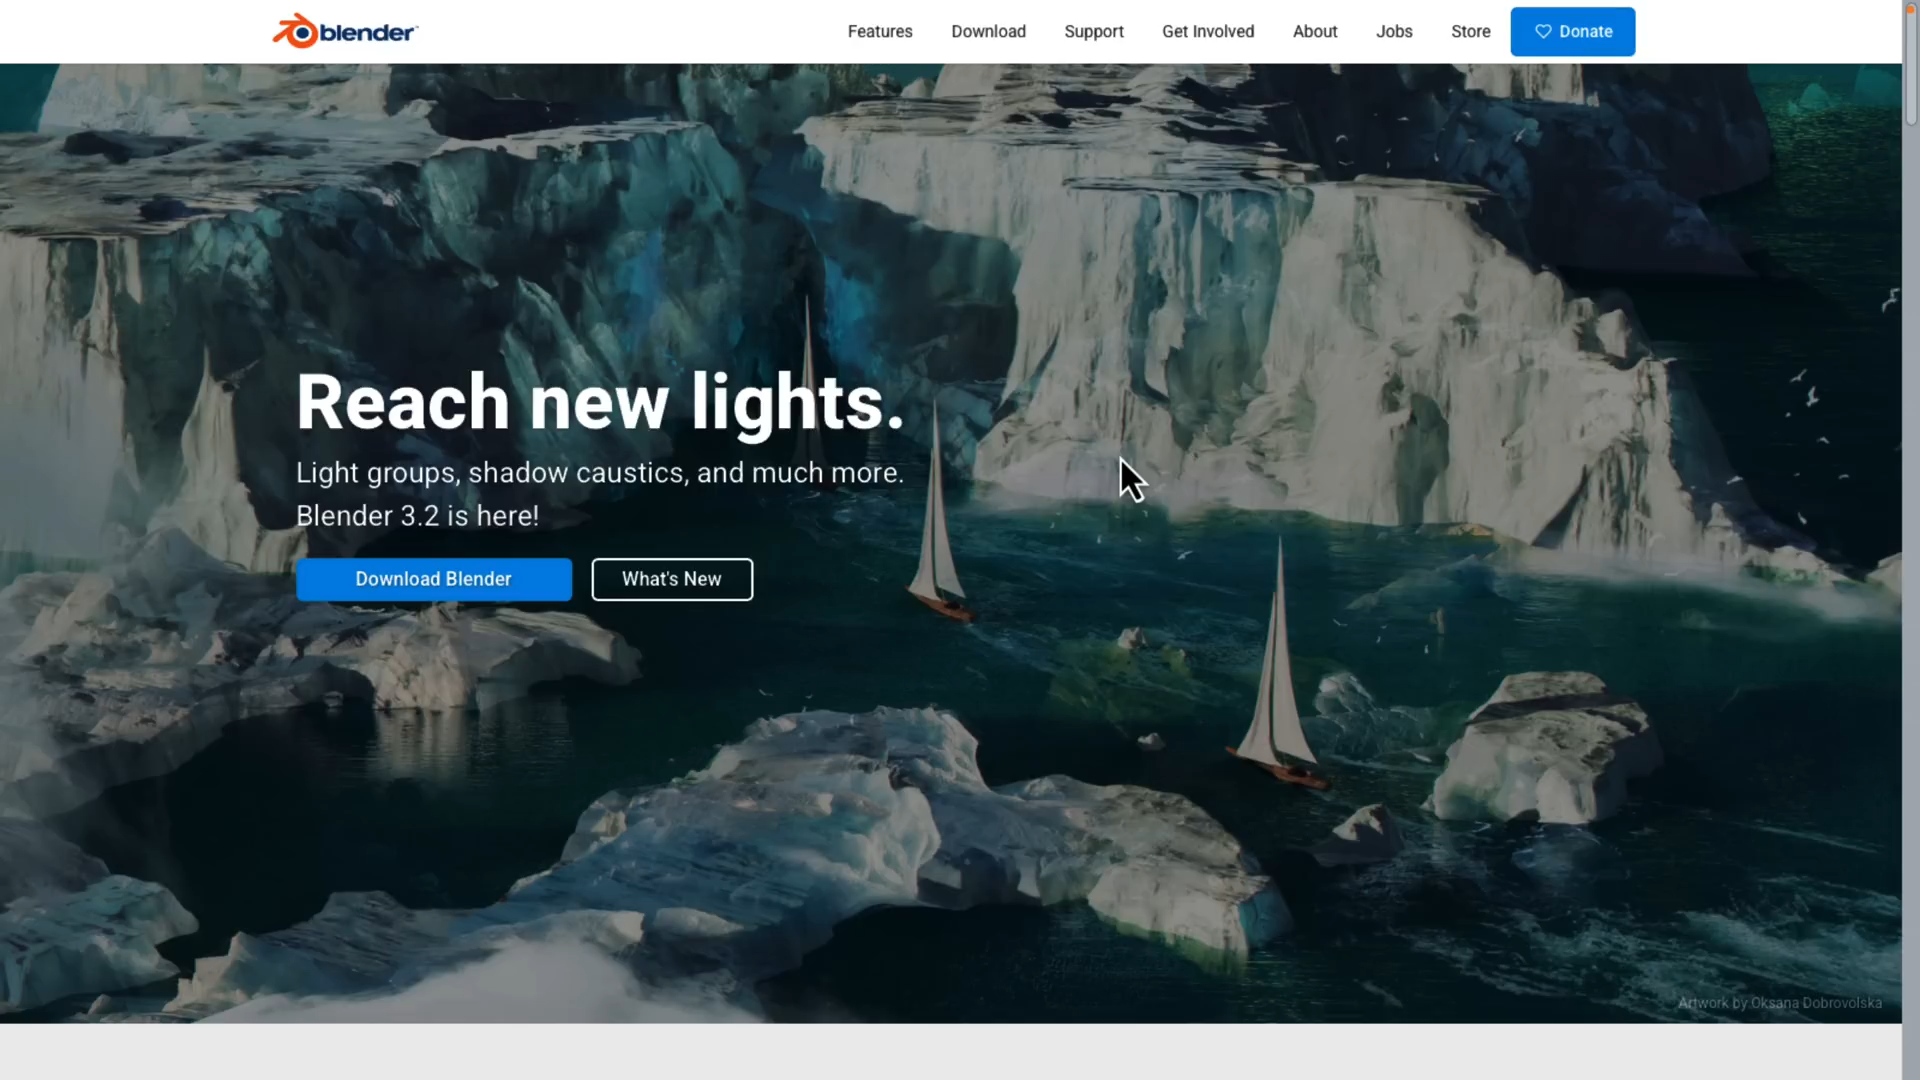 blender
Features
Download
Support
Get Involved
About
Jobs
Store
Donate
Reach new lights.
Light groups, shadow caustics, and much more.
Blender 3.2 is here!
Download Blender
What's New
Artwork by Oksana Dobrovolska